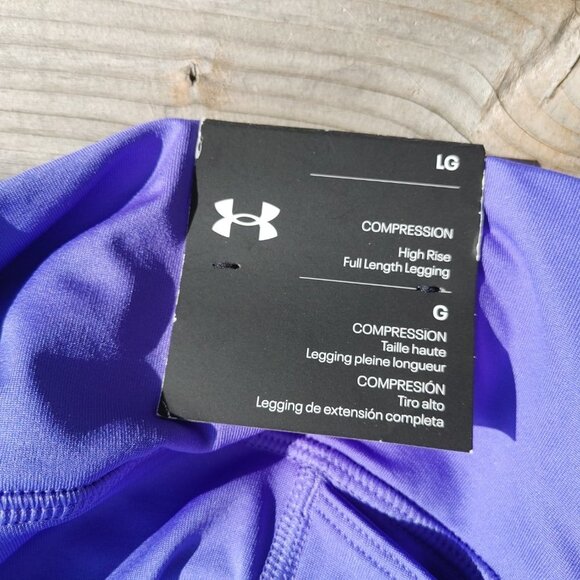 LG
COMPRESSION
High Rise
Full Length Legging
G
COMPRESSION
Taille haute
Legging pleine longueur
COMPRESIÓN
Tiro alto
Legging de extensión completa